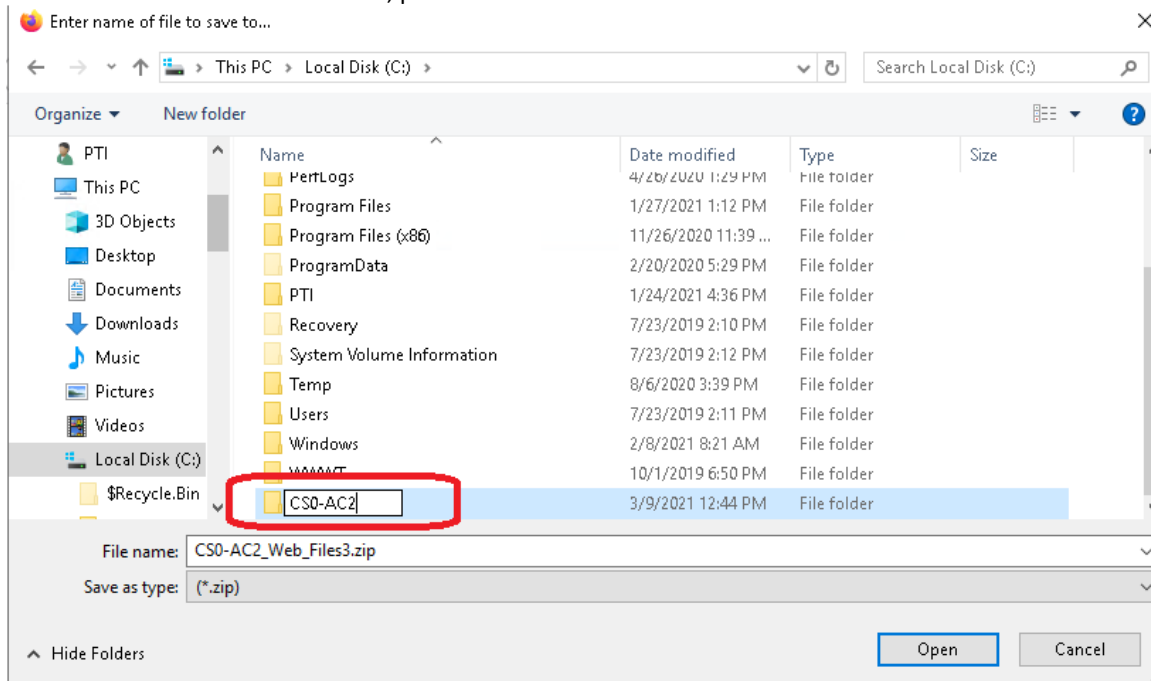 Enter name of file to save to...
This PC > Local Disk (C:) >
Search Local Disk (C:)
Organize
New folder
Name Date modified Type Size
PTI
This PC
3D Objects
Desktop
Documents
Downloads
Music
Pictures
Videos
Local Disk (C:)
$Recycle.Bin
PerfLogs 4/26/2020 1:29 PM File folder
Program Files 1/27/2021 1:12 PM File folder
Program Files (x86) 11/26/2020 11:39 ... File folder
ProgramData 2/20/2020 5:29 PM File folder
PTI 1/24/2021 4:36 PM File folder
Recovery 7/23/2019 2:10 PM File folder
System Volume Information 7/23/2019 2:12 PM File folder
Temp 8/6/2020 3:39 PM File folder
Users 7/23/2019 2:11 PM File folder
Windows 2/8/2021 8:21 AM File folder
10/1/2019 6:50 PM File folder
CS0-AC2 3/9/2021 12:44 PM File folder
File name: CS0-AC2_Web_Files3.zip
Save as type: (*.zip)
Hide Folders
Open
Cancel